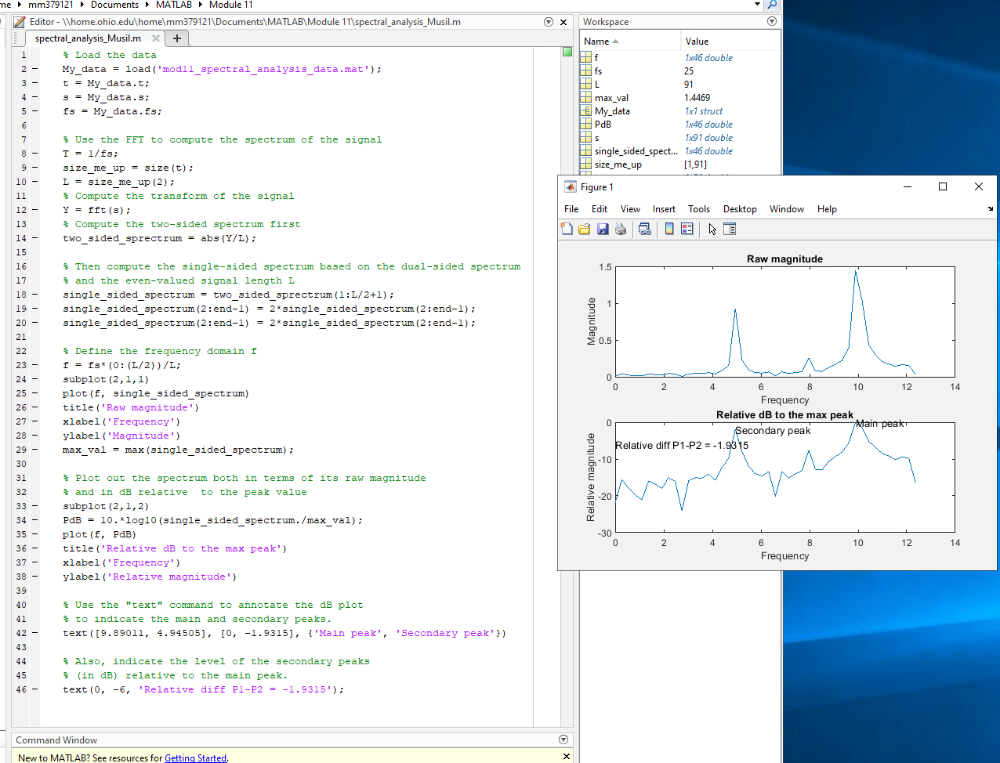 me ▸ mm379121 ▸ Documents ▸ MATLAB ▸ Module 11
Editor - \\home.ohio.edu\home\mm379121\Documents\MATLAB\Module 11\spectral_analysis_Musil.m
spectral_analysis_Musil.m × +
1 % Load the data
2 – My_data = load('mod11_spectral_analysis_data.mat');
3 – t = My_data.t;
4 – s = My_data.s;
5 – fs = My_data.fs;
6
7 % Use the FFT to compute the spectrum of the signal
8 – T = 1/fs;
9 – size_me_up = size(t);
10 – L = size_me_up(2);
11 % Compute the transform of the signal
12 – Y = fft(s);
13 % Compute the two-sided spectrum first
14 – two_sided_sprectrum = abs(Y/L);
15
16 % Then compute the single-sided spectrum based on the dual-sided spectrum
17 % and the even-valued signal length L
18 – single_sided_spectrum = two_sided_sprectrum(1:L/2+1);
19 – single_sided_spectrum(2:end-1) = 2*single_sided_spectrum(2:end-1);
20 – single_sided_spectrum(2:end-1) = 2*single_sided_spectrum(2:end-1);
21
22 % Define the frequency domain f
23 – f = fs*(0:(L/2))/L;
24 – subplot(2,1,1)
25 – plot(f, single_sided_spectrum)
26 – title('Raw magnitude')
27 – xlabel('Frequency')
28 – ylabel('Magnitude')
29 – max_val = max(single_sided_spectrum);
30
31 % Plot out the spectrum both in terms of its raw magnitude
32 % and in dB relative  to the peak value
33 – subplot(2,1,2)
34 – PdB = 10.*log10(single_sided_spectrum./max_val);
35 – plot(f, PdB)
36 – title('Relative dB to the max peak')
37 – xlabel('Frequency')
38 – ylabel('Relative magnitude')
39
40 % Use the "text" command to annotate the dB plot
41 % to indicate the main and secondary peaks.
42 – text([9.89011, 4.94505], [0, -1.9315], {'Main peak', 'Secondary peak'})
43
44 % Also, indicate the level of the secondary peaks
45 % (in dB) relative to the main peak.
46 – text(0, -6, 'Relative diff P1-P2 = -1.9315');
Command Window
New to MATLAB? See resources for Getting Started.
Workspace
Name Value
f 1x46 double
fs 25
L 91
max_val 1.4469
My_data 1x1 struct
PdB 1x46 double
s 1x91 double
single_sided_spect... 1x46 double
size_me_up [1,91]
Figure 1
File Edit View Insert Tools Desktop Window Help
Raw magnitude
1.5
1
0.5
0
Magnitude
0 2 4 6 8 10 12 14
Frequency
Relative dB to the max peak
Main peak
Secondary peak
Relative diff P1-P2 = -1.9315
0
-10
-20
-30
Relative magnitude
0 2 4 6 8 10 12 14
Frequency